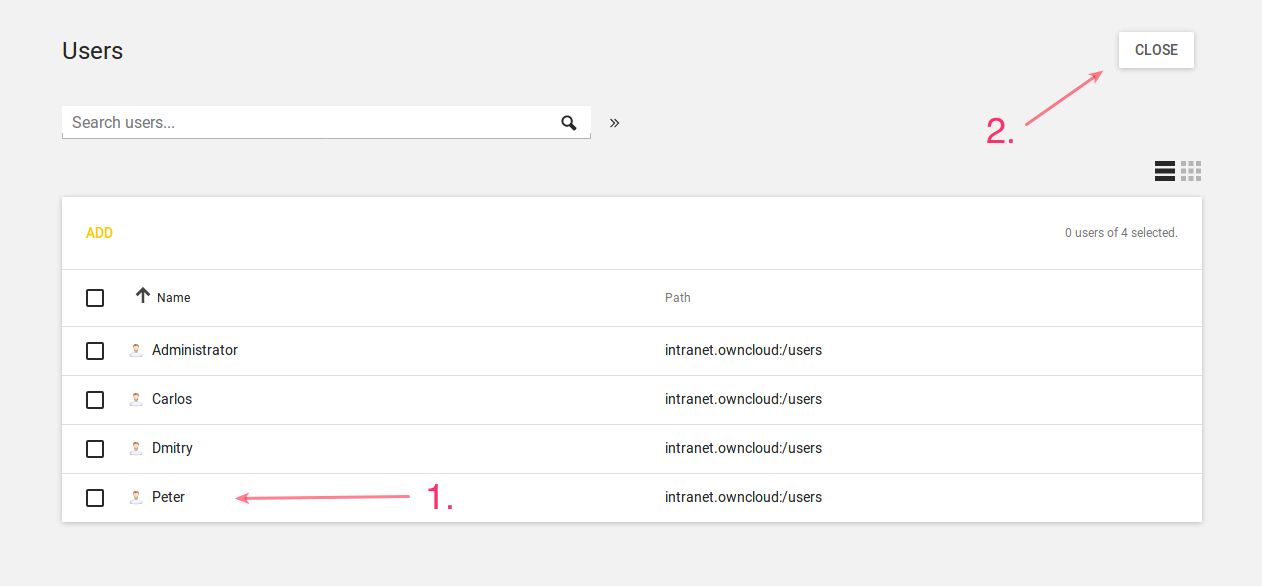 Users
CLOSE
Search users... »
2.
ADD
0 users of 4 selected.
Name Path
Administrator intranet.owncloud:/users
Carlos intranet.owncloud:/users
Dmitry intranet.owncloud:/users
Peter 1. intranet.owncloud:/users